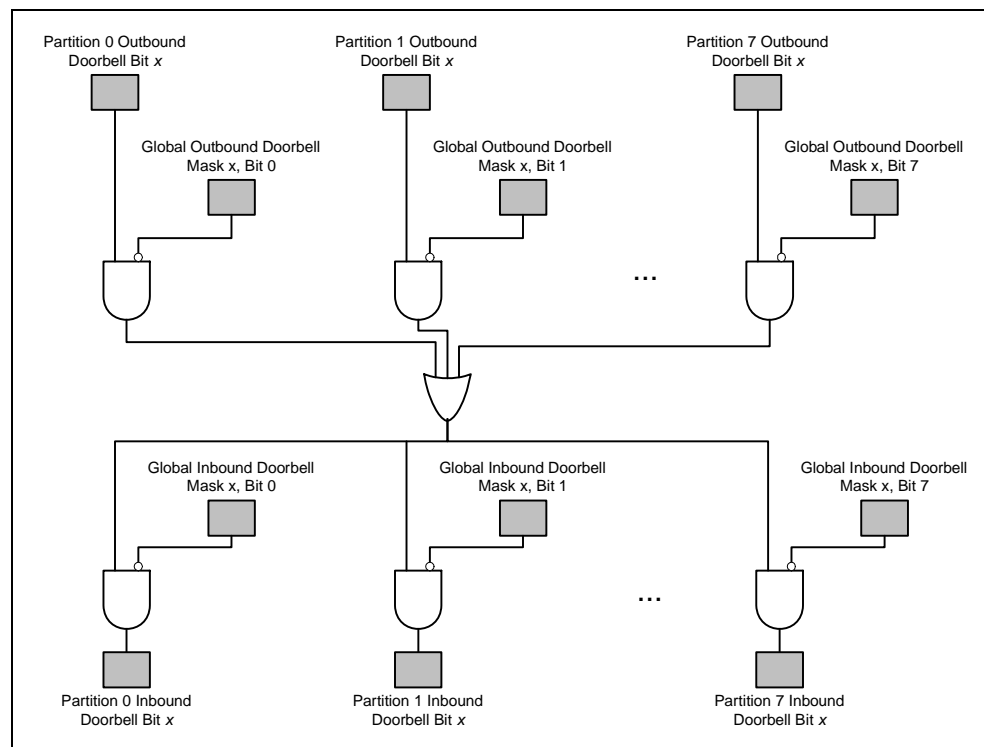 Partition 0 Outbound
Doorbell Bit x
Partition 1 Outbound
Doorbell Bit x
Partition 7 Outbound
Doorbell Bit x
Global Outbound Doorbell
Mask x, Bit 0
Global Outbound Doorbell
Mask x, Bit 1
Global Outbound Doorbell
Mask x, Bit 7
...
Global Inbound Doorbell
Mask x, Bit 0
Global Inbound Doorbell
Mask x, Bit 1
Global Inbound Doorbell
Mask x, Bit 7
...
Partition 0 Inbound
Doorbell Bit x
Partition 1 Inbound
Doorbell Bit x
Partition 7 Inbound
Doorbell Bit x